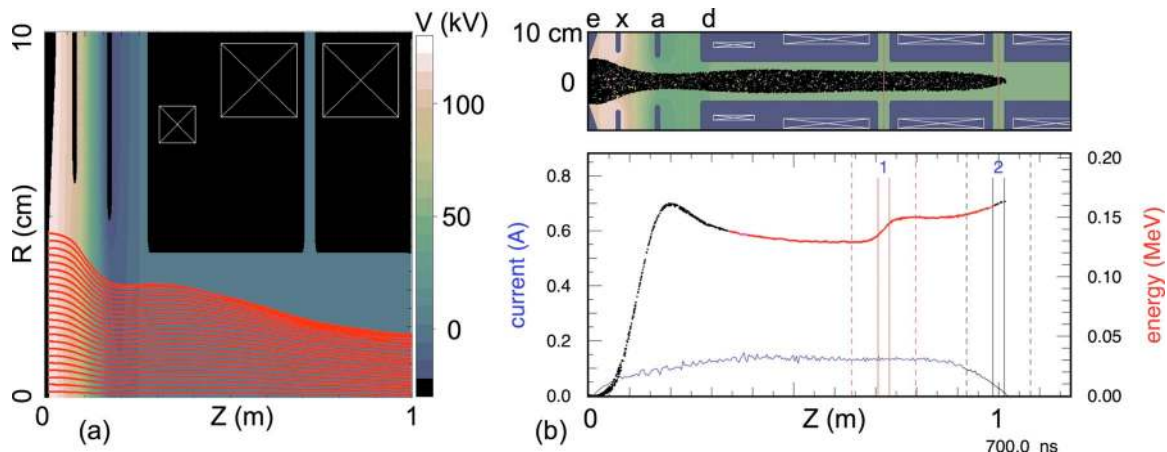 V (kV)
10
100
50
0
R (cm)
0
0 Z (m) 1
(a)
e x a d
10 cm
0
0.8
0.6
0.4
0.2
0.0
current (A)
1 2
0.20
0.15
0.10
0.05
0.00
energy (MeV)
0 Z (m) 1
(b)
700.0 ns